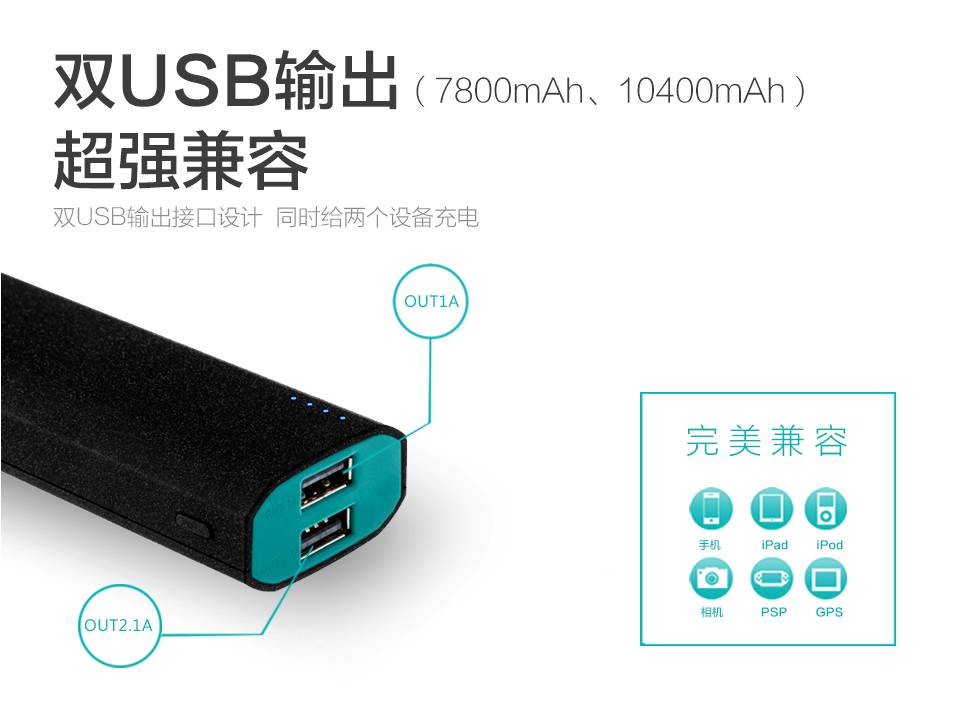 双USB输出（7800mAh、10400mAh）
超强兼容
双USB输出接口设计 同时给两个设备充电
OUT1A
OUT2.1A
完美兼容
手机 iPad iPod
相机 PSP GPS